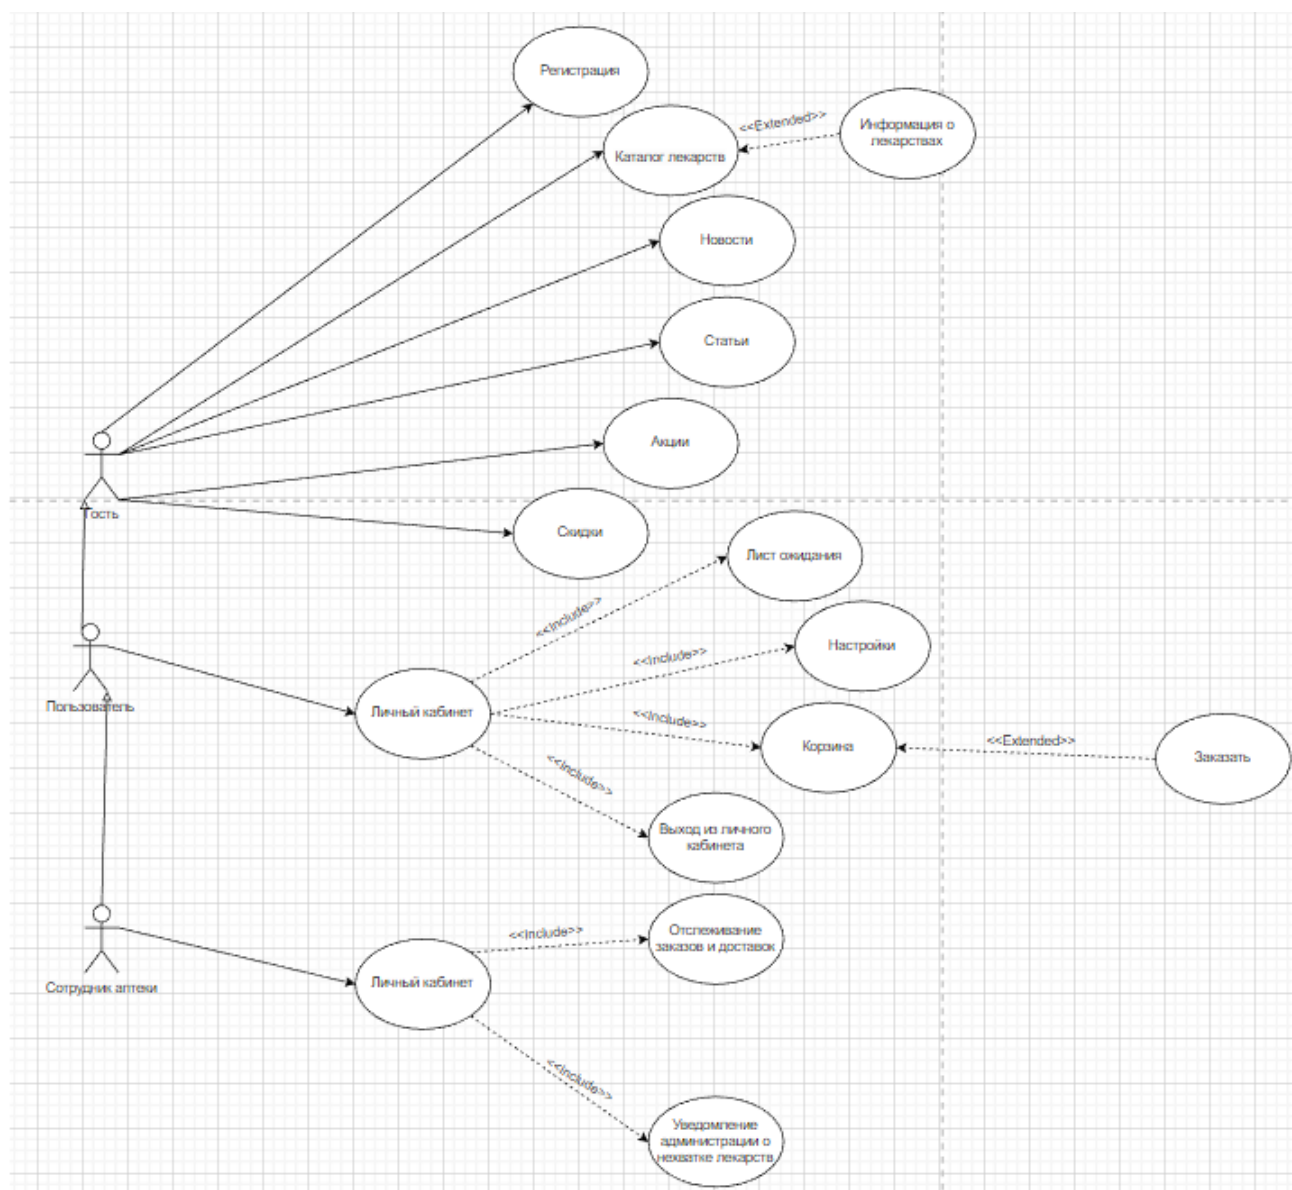 Регистрация
<<Extended>>
Информация о
лекарствах
Каталог лекарств
Новости
Статьи
Акции
Гость
Скидки
Лист ожидания
<<Include>>
Настройки
<<Include>>
Пользователь
Личный кабинет
<<Include>>
Корзина
<<Extended>>
Заказать
<<Include>>
Выход из личного
кабинета
<<Include>>
Отслеживание
заказов и доставок
Личный кабинет
Сотрудник аптеки
<<Include>>
Уведомление
администрации о
нехватке лекарств